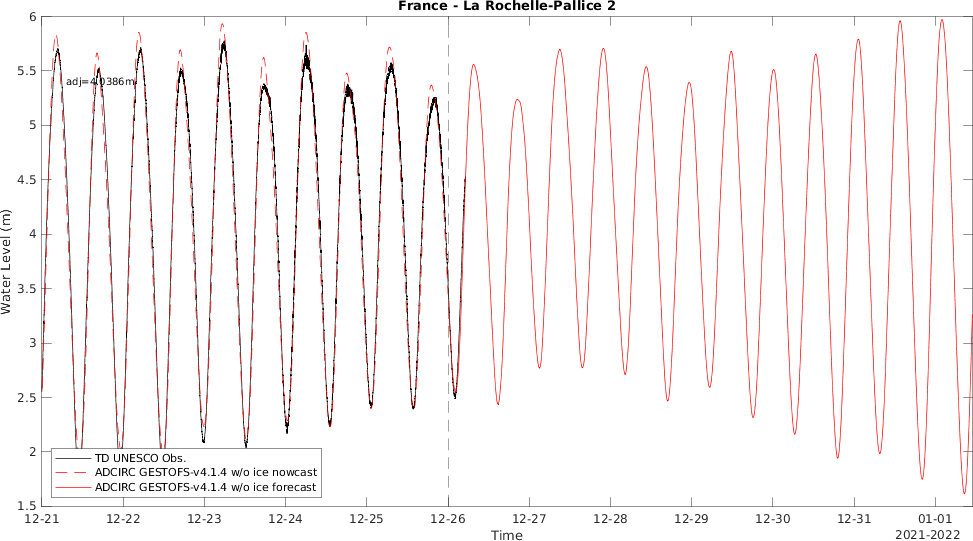 France - La Rochelle-Pallice 2
adj=4.0386m
Water Level (m)
6
5.5
5
4.5
4
3.5
3
2.5
2
1.5
TD UNESCO Obs.
ADCIRC GESTOFS-v4.1.4 w/o ice nowcast
ADCIRC GESTOFS-v4.1.4 w/o ice forecast
12-21 12-22 12-23 12-24 12-25 12-26 12-27 12-28 12-29 12-30 12-31 01-01
Time
2021-2022